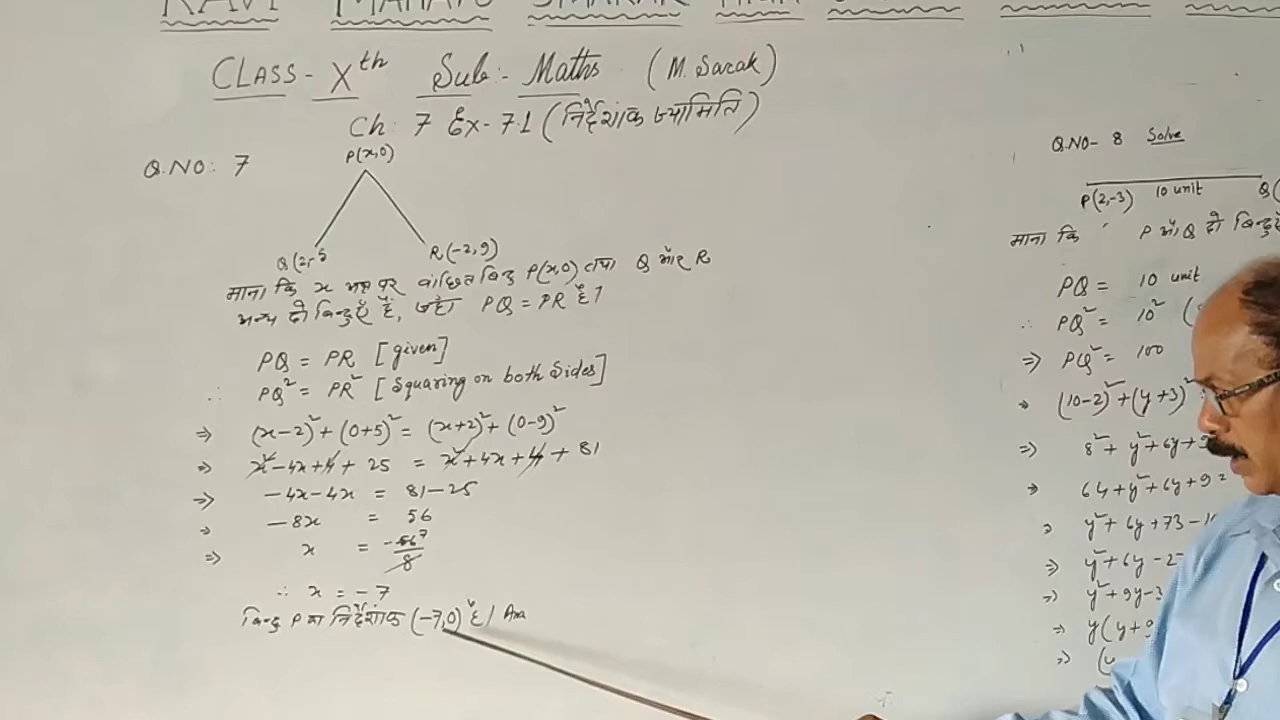 CLASS - Xth Sub:- Maths (M. Sarak)
Ch: 7 Ex- 7.1 (निर्देशांक ज्यामिति)
Q.NO: 7
P(x,0)
Q(2,-5
R(-2,9)
माना कि x अक्ष पर वांछित बिन्दु P(x,0) तथा Q और R
अन्य दो बिन्दुएँ हैं, जहाँ PQ = PR है।
PQ = PR [given]
∴ PQ² = PR² [Squaring on both Sides]
⇒ (x-2)² + (0+5)² = (x+2)² + (0-9)²
⇒ x² - 4x + 4 + 25 = x² + 4x + 4 + 81
⇒ -4x - 4x = 81 - 25
⇒ -8x = 56
⇒ x = -56/8 7
∴ x = -7
बिन्दु P का निर्देशांक (-7,0) है। Ans
Q.NO- 8 Solve
P(2,-3) 10 unit Q(
माना कि P और Q दो बिन्दुएँ
PQ = 10 unit
∴ PQ² = 10² (
⇒ PQ² = 100
⇒ (10-2)² + (y+3)²
⇒ 8² + y² + 6y + 9
⇒ 64 + y² + 6y + 9
⇒ y² + 6y + 73 - 1
⇒ y² + 6y - 2
⇒ y² + 9y - 3
⇒ y(y+9
⇒ (y